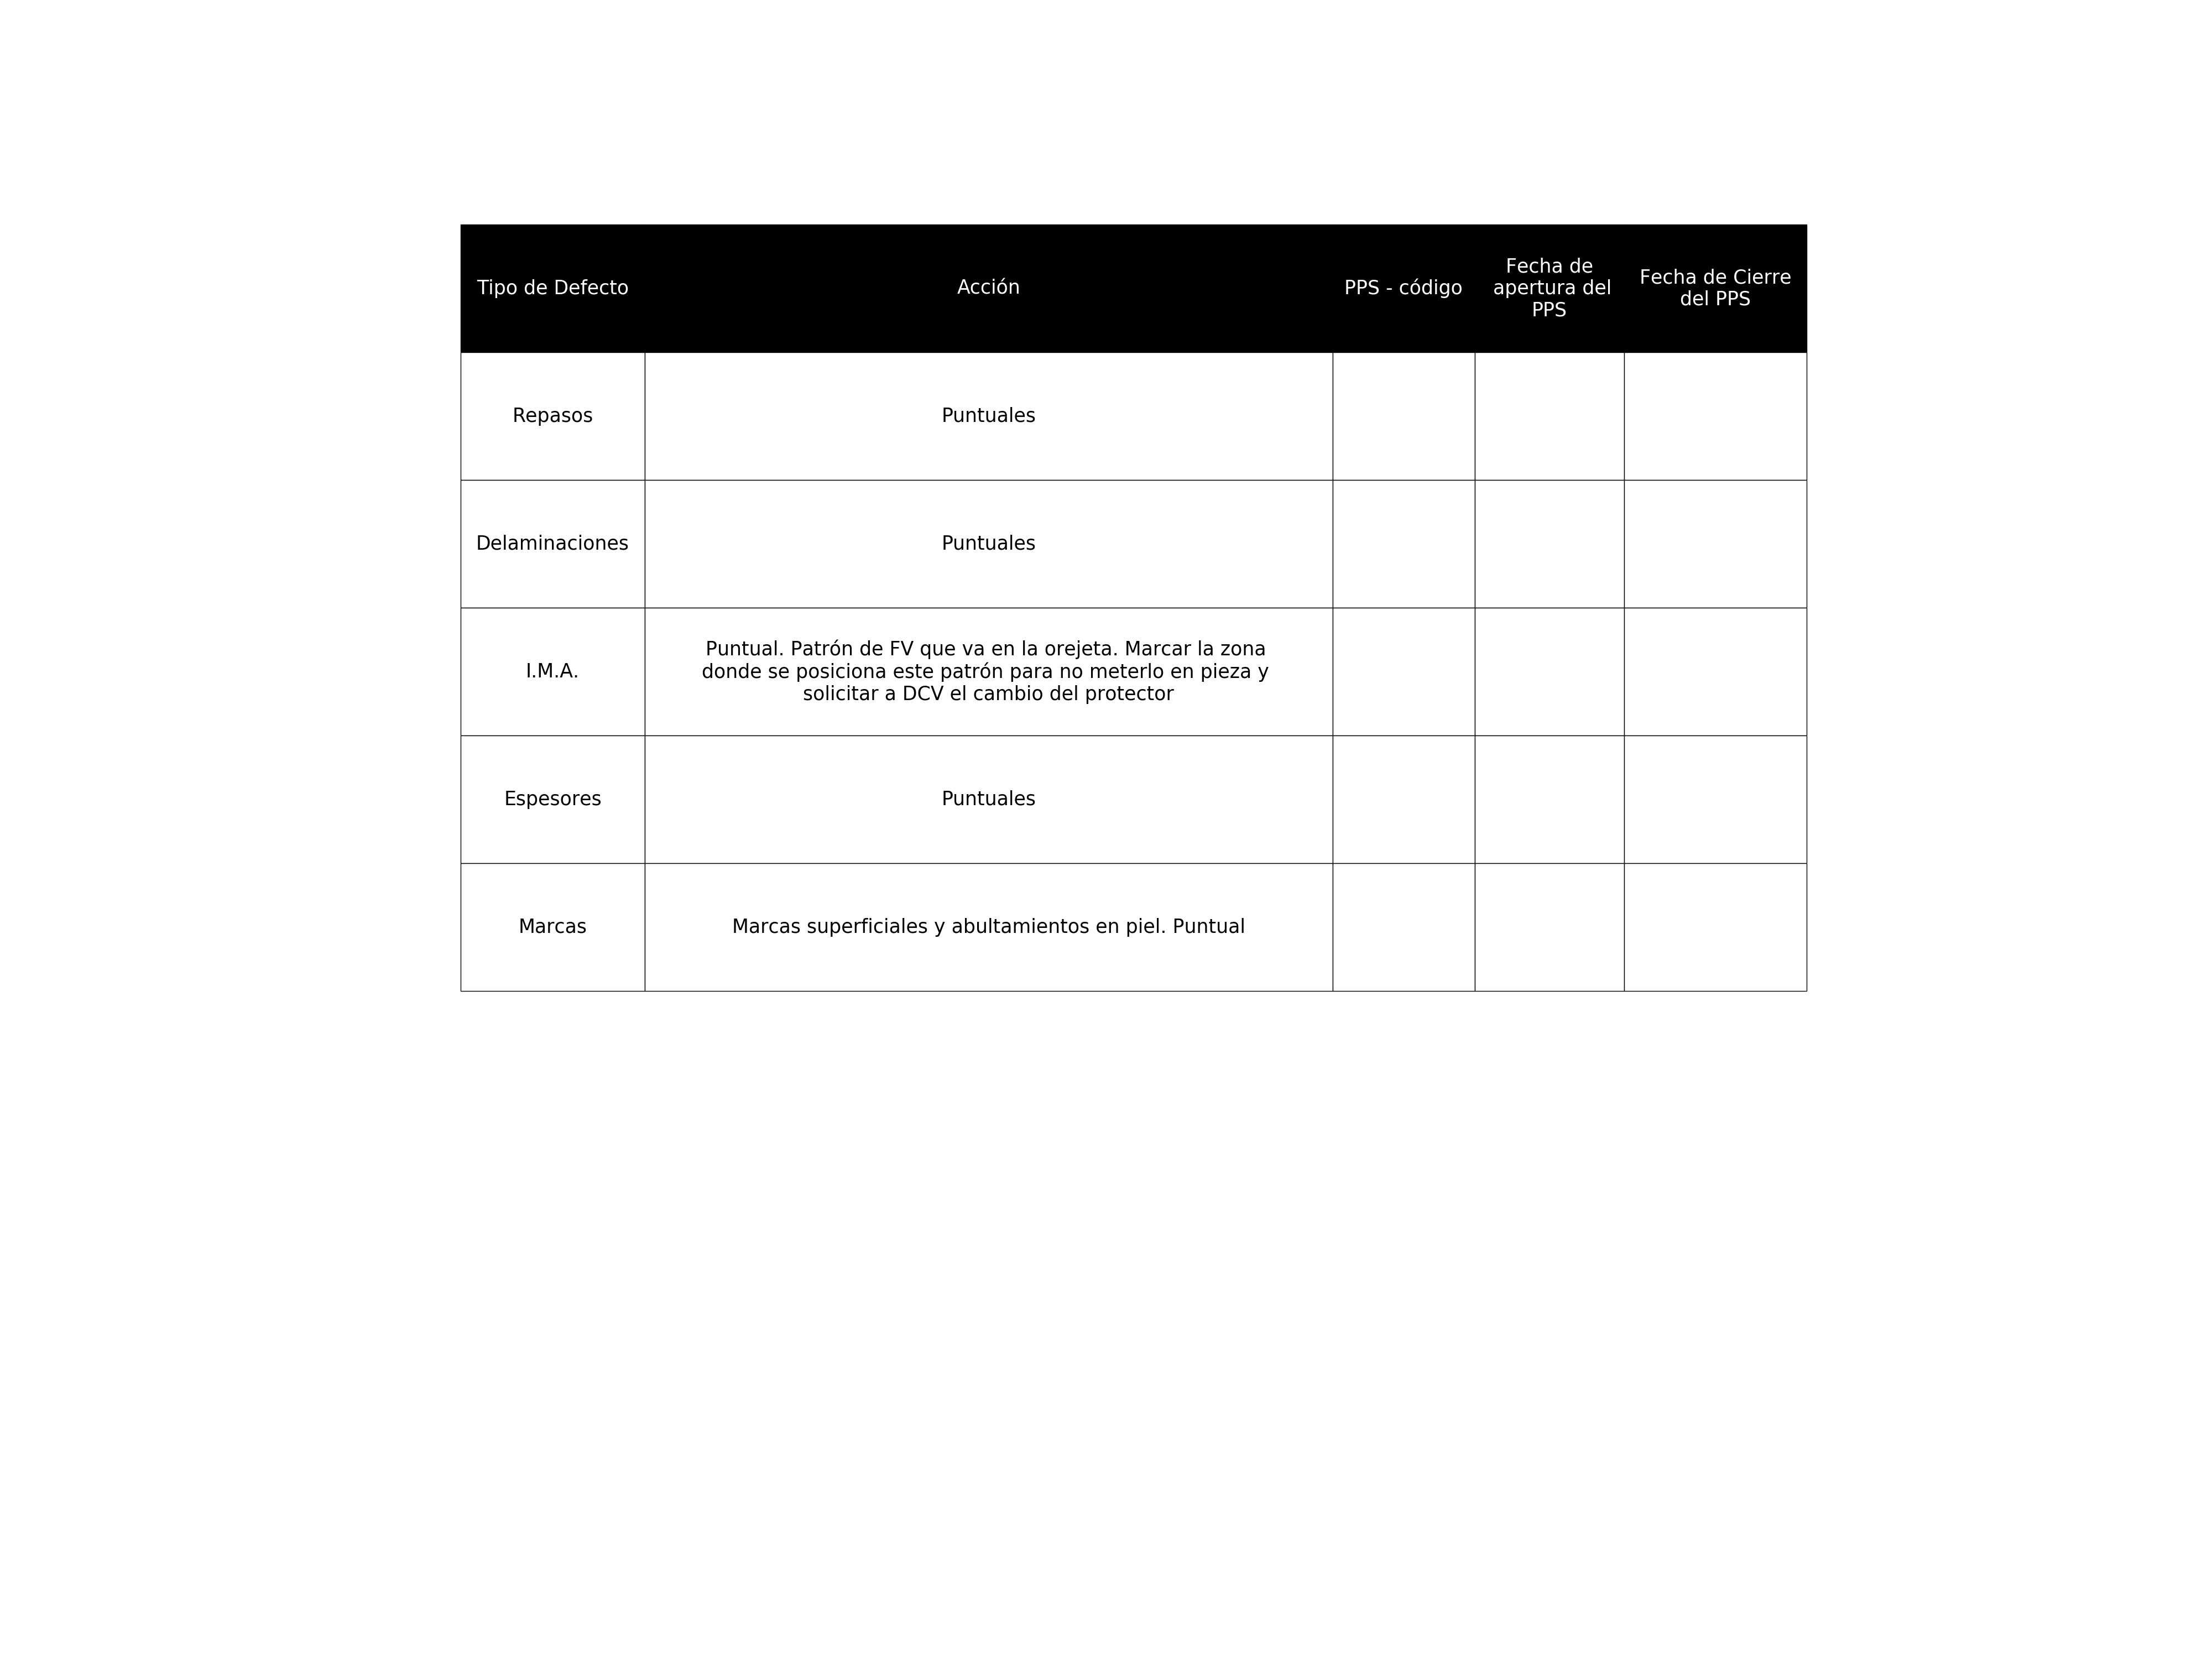 Tipo de Defecto
Acción
PPS - código
Fecha de
apertura del
PPS
Fecha de Cierre
del PPS
Repasos
Puntuales
Delaminaciones
Puntuales
I.M.A.
Puntual. Patrón de FV que va en la orejeta. Marcar la zona
donde se posiciona este patrón para no meterlo en pieza y
solicitar a DCV el cambio del protector
Espesores
Puntuales
Marcas
Marcas superficiales y abultamientos en piel. Puntual